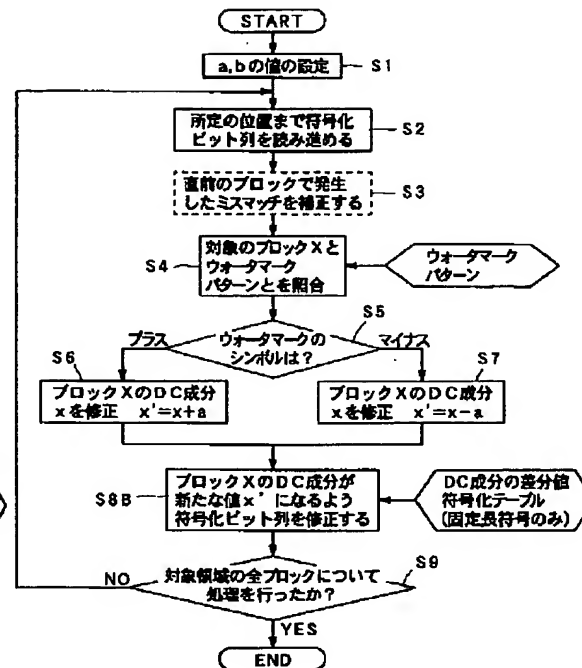 START
a,bの値の設定
S1
所定の位置まで符号化
ビット列を読み進める
S2
直前のブロックで発生
したミスマッチを補正する
S3
S4
対象のブロックXと
ウォータマーク
パターンとを照合
ウォータマーク
パターン
S5
プラス
ウォータマークの
シンボルは?
マイナス
S6
ブロックXのDC成分
xを修正 x'=x+a
S7
ブロックXのDC成分
xを修正 x'=x−a
S8B
ブロックXのDC成分が
新たな値x'になるよう
符号化ビット列を修正する
DC成分の差分値
符号化テーブル
(固定長符号のみ)
S9
NO
対象領域の全ブロックについて
処理を行ったか?
YES
END